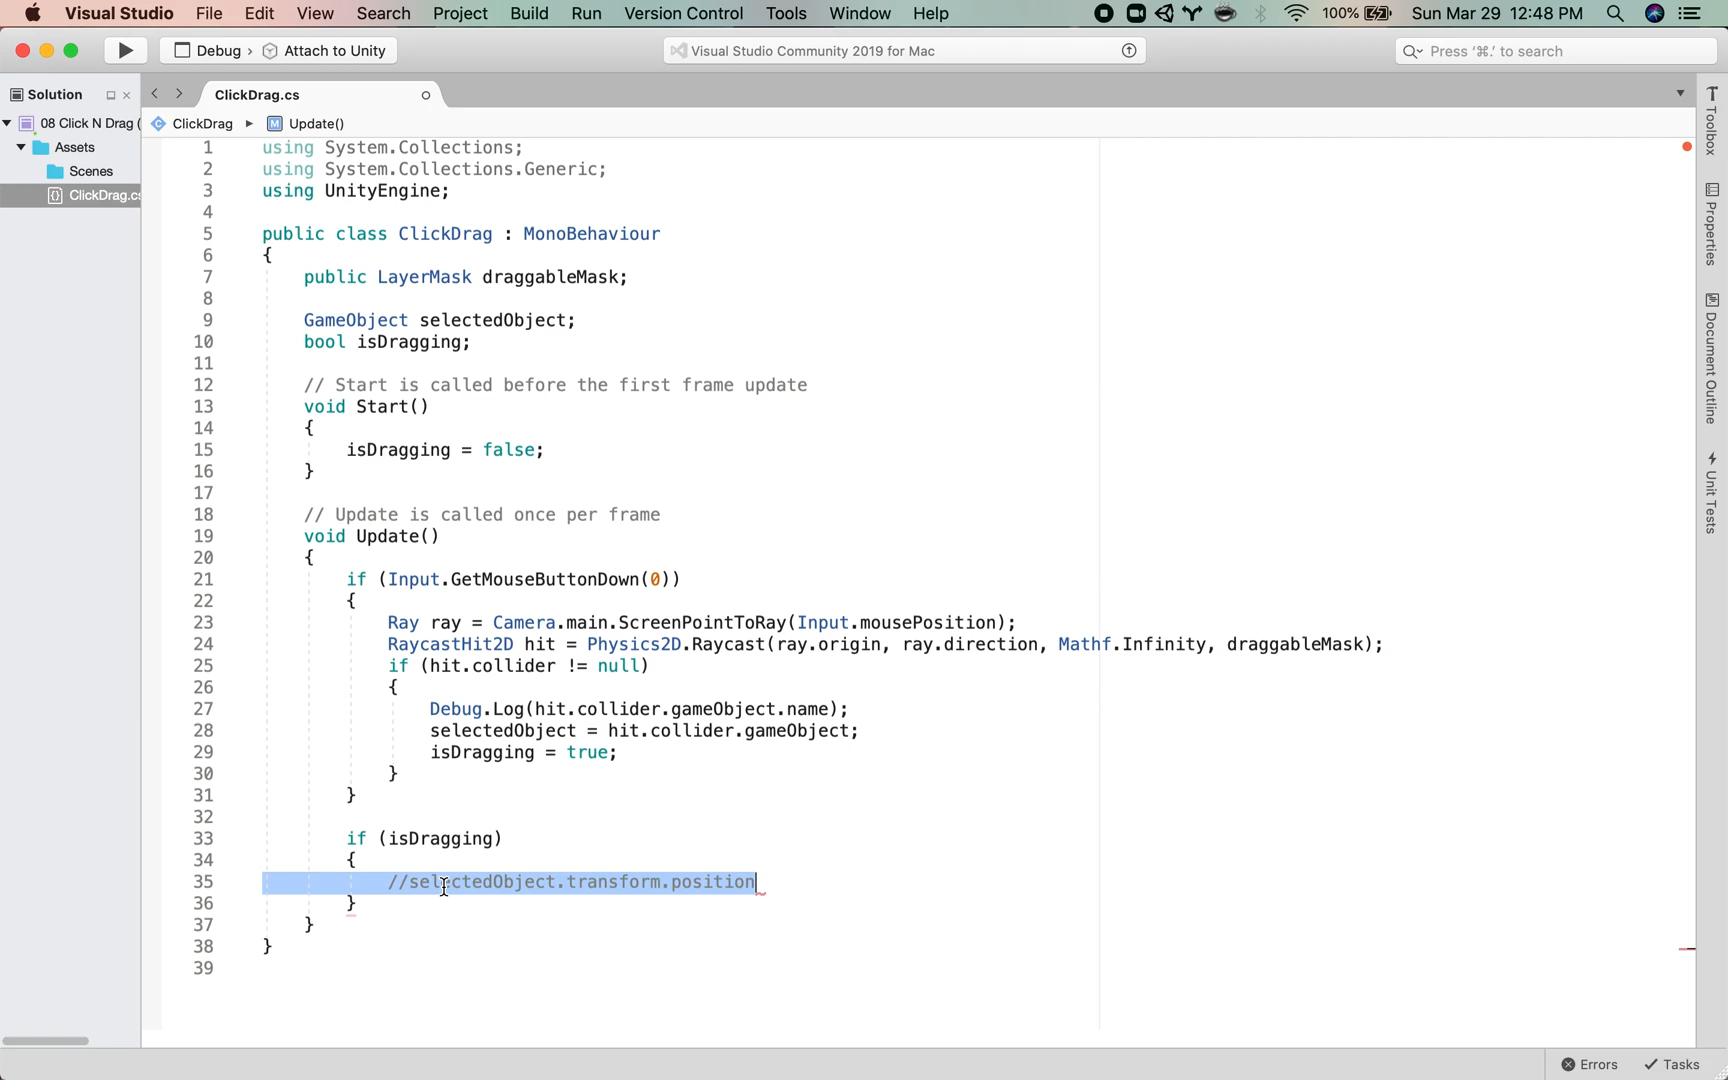 Visual Studio File Edit View Search Project Build Run Version Control Tools Window Help 100% Sun Mar 29 12:48 PM
Debug › Attach to Unity Visual Studio Community 2019 for Mac Press ‘⌘.’ to search
Solution ClickDrag.cs
08 Click N Drag ( ClickDrag Update()
Assets
Scenes
ClickDrag.cs
1 using System.Collections;
2 using System.Collections.Generic;
3 using UnityEngine;
4
5 public class ClickDrag : MonoBehaviour
6 {
7 public LayerMask draggableMask;
8
9 GameObject selectedObject;
10 bool isDragging;
11
12 // Start is called before the first frame update
13 void Start()
14 {
15 isDragging = false;
16 }
17
18 // Update is called once per frame
19 void Update()
20 {
21 if (Input.GetMouseButtonDown(0))
22 {
23 Ray ray = Camera.main.ScreenPointToRay(Input.mousePosition);
24 RaycastHit2D hit = Physics2D.Raycast(ray.origin, ray.direction, Mathf.Infinity, draggableMask);
25 if (hit.collider != null)
26 {
27 Debug.Log(hit.collider.gameObject.name);
28 selectedObject = hit.collider.gameObject;
29 isDragging = true;
30 }
31 }
32
33 if (isDragging)
34 {
35 //selectedObject.transform.position
36 }
37 }
38 }
39
Toolbox
Properties
Document Outline
Unit Tests
Errors Tasks